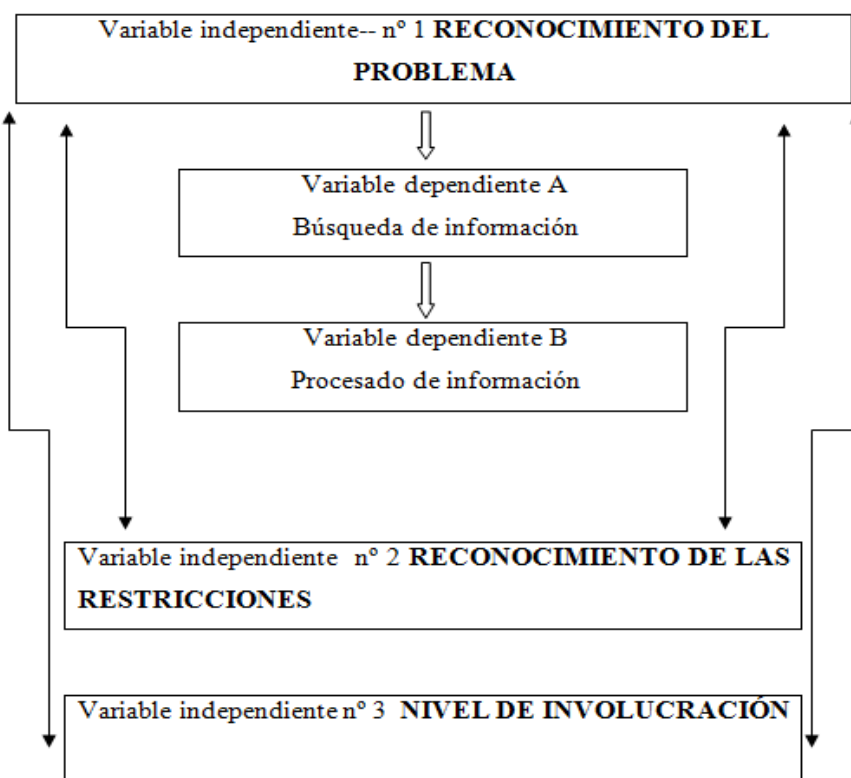 Variable independiente-- nº 1 RECONOCIMIENTO DEL
PROBLEMA
Variable dependiente A
Búsqueda de información
Variable dependiente B
Procesado de información
Variable independiente nº 2 RECONOCIMIENTO DE LAS
RESTRICCIONES
Variable independiente nº 3 NIVEL DE INVOLUCRACIÓN